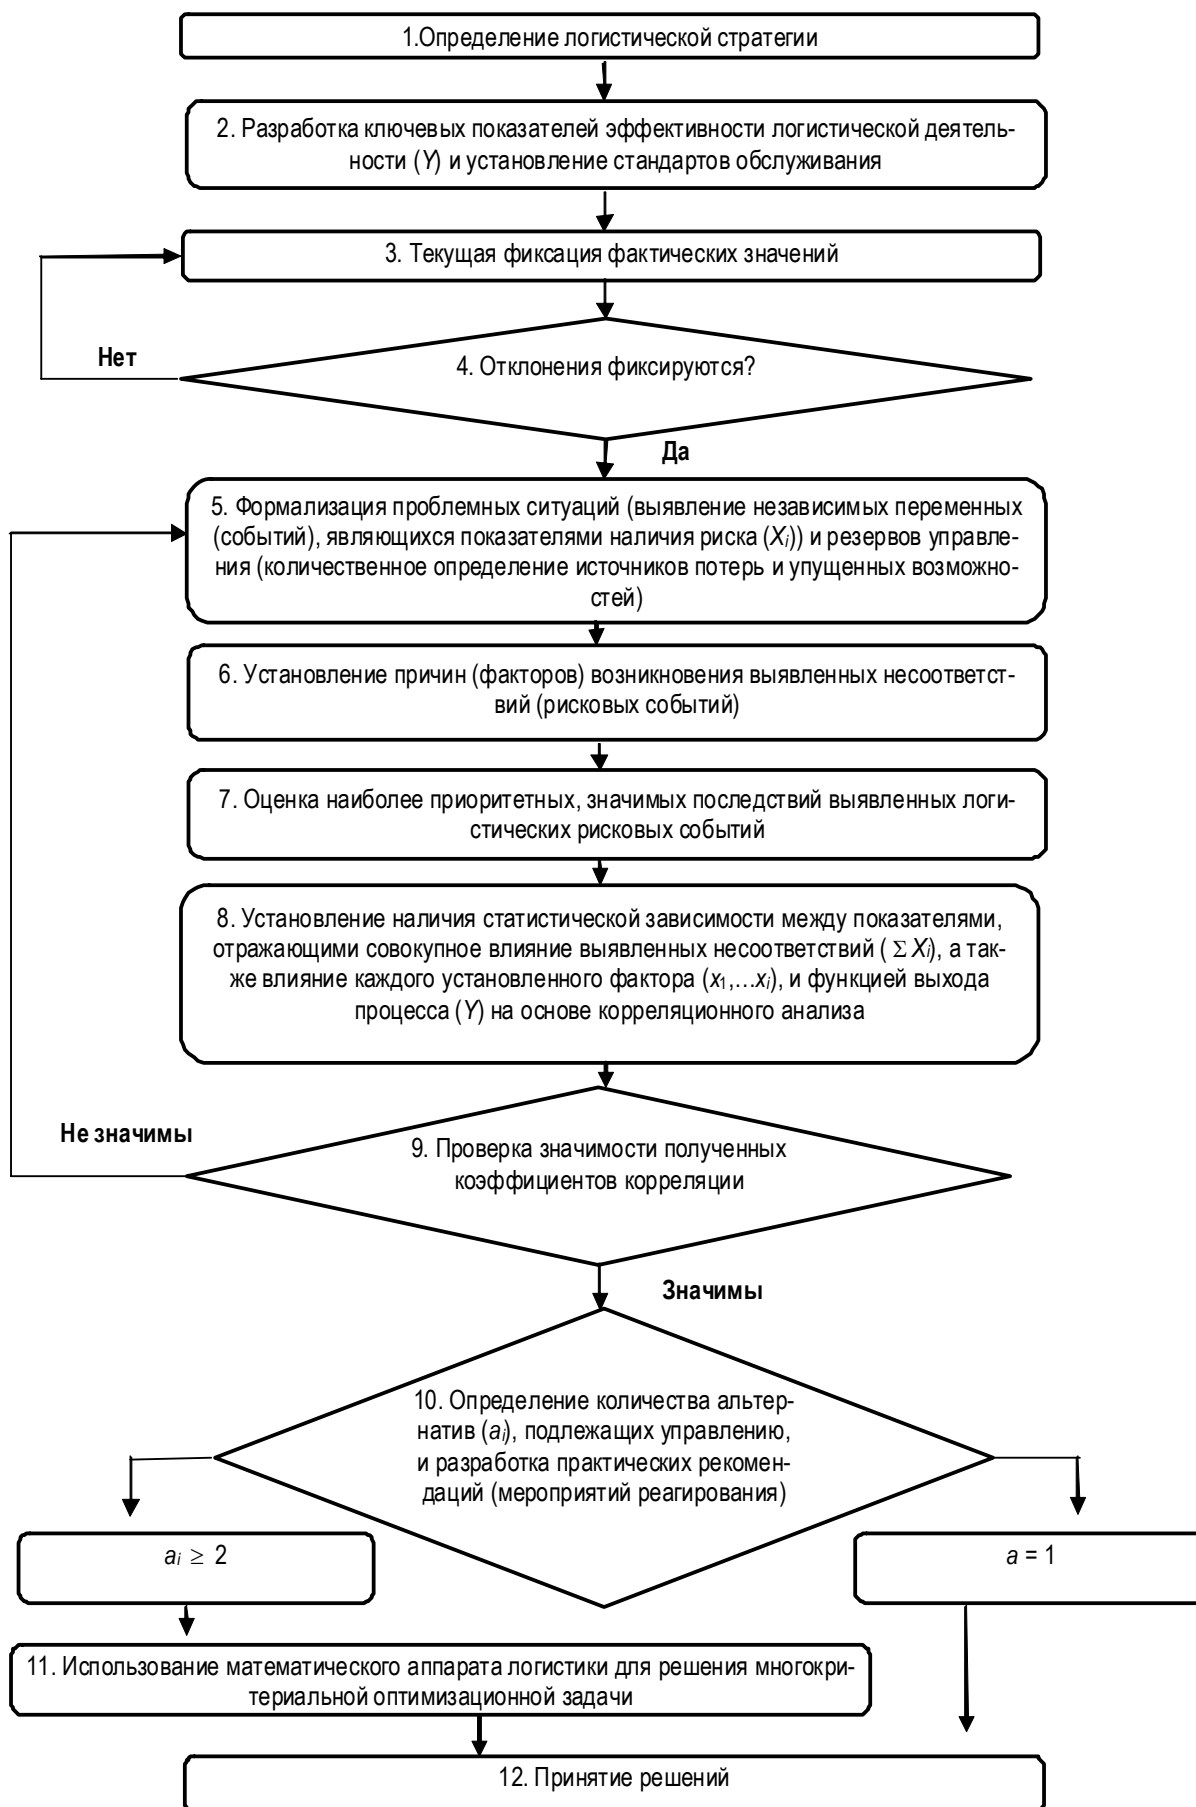 1.Определение логистической стратегии
2. Разработка ключевых показателей эффективности логистической деятель-
ности (Y) и установление стандартов обслуживания
3. Текущая фиксация фактических значений
Нет
4. Отклонения фиксируются?
Да
5. Формализация проблемных ситуаций (выявление независимых переменных
(событий), являющихся показателями наличия риска (Xi)) и резервов управле-
ния (количественное определение источников потерь и упущенных возможно-
стей)
6. Установление причин (факторов) возникновения выявленных несоответст-
вий (рисковых событий)
7. Оценка наиболее приоритетных, значимых последствий выявленных логи-
стических рисковых событий
8. Установление наличия статистической зависимости между показателями,
отражающими совокупное влияние выявленных несоответствий ( Σ Xi), а так-
же влияние каждого установленного фактора (x1,…xi), и функцией выхода
процесса (Y) на основе корреляционного анализа
Не значимы
9. Проверка значимости полученных
коэффициентов корреляции
Значимы
10. Определение количества альтер-
натив (ai), подлежащих управлению,
и разработка практических рекомен-
даций (мероприятий реагирования)
ai ≥ 2
a = 1
11. Использование математического аппарата логистики для решения многокри-
териальной оптимизационной задачи
12. Принятие решений